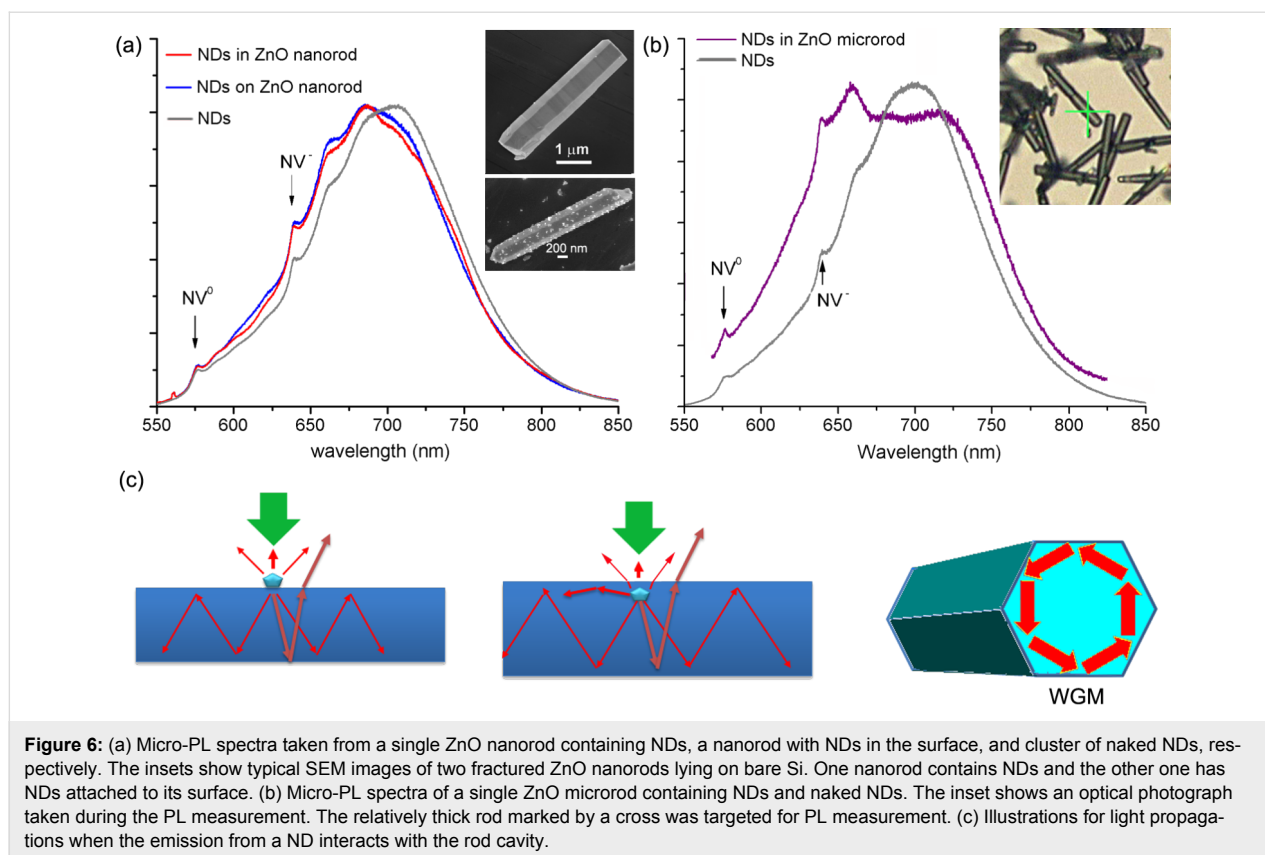 (a)
NDs in ZnO nanorod
NDs on ZnO nanorod
NDs
NV⁰
NV⁻
1 μm
200 nm
550 600 650 700 750 800 850
wavelength (nm)
(b)
NDs in ZnO microrod
NDs
NV⁰
NV⁻
550 600 650 700 750 800 850
Wavelength (nm)
(c)
WGM
Figure 6: (a) Micro-PL spectra taken from a single ZnO nanorod containing NDs, a nanorod with NDs in the surface, and cluster of naked NDs, res-
pectively. The insets show typical SEM images of two fractured ZnO nanorods lying on bare Si. One nanorod contains NDs and the other one has
NDs attached to its surface. (b) Micro-PL spectra of a single ZnO microrod containing NDs and naked NDs. The inset shows an optical photograph
taken during the PL measurement. The relatively thick rod marked by a cross was targeted for PL measurement. (c) Illustrations for light propaga-
tions when the emission from a ND interacts with the rod cavity.